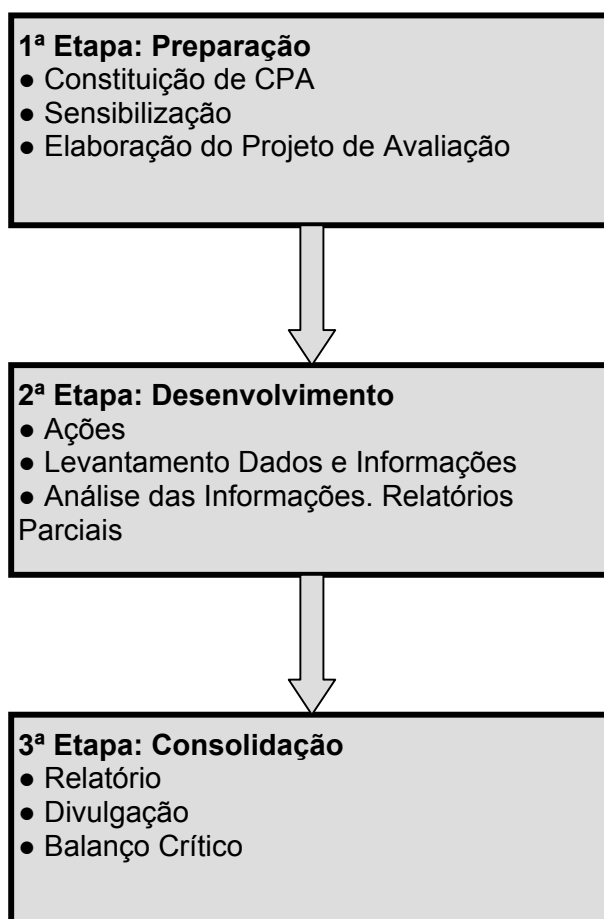 1ª Etapa: Preparação
● Constituição de CPA
● Sensibilização
● Elaboração do Projeto de Avaliação
2ª Etapa: Desenvolvimento
● Ações
● Levantamento Dados e Informações
● Análise das Informações. Relatórios
Parciais
3ª Etapa: Consolidação
● Relatório
● Divulgação
● Balanço Crítico